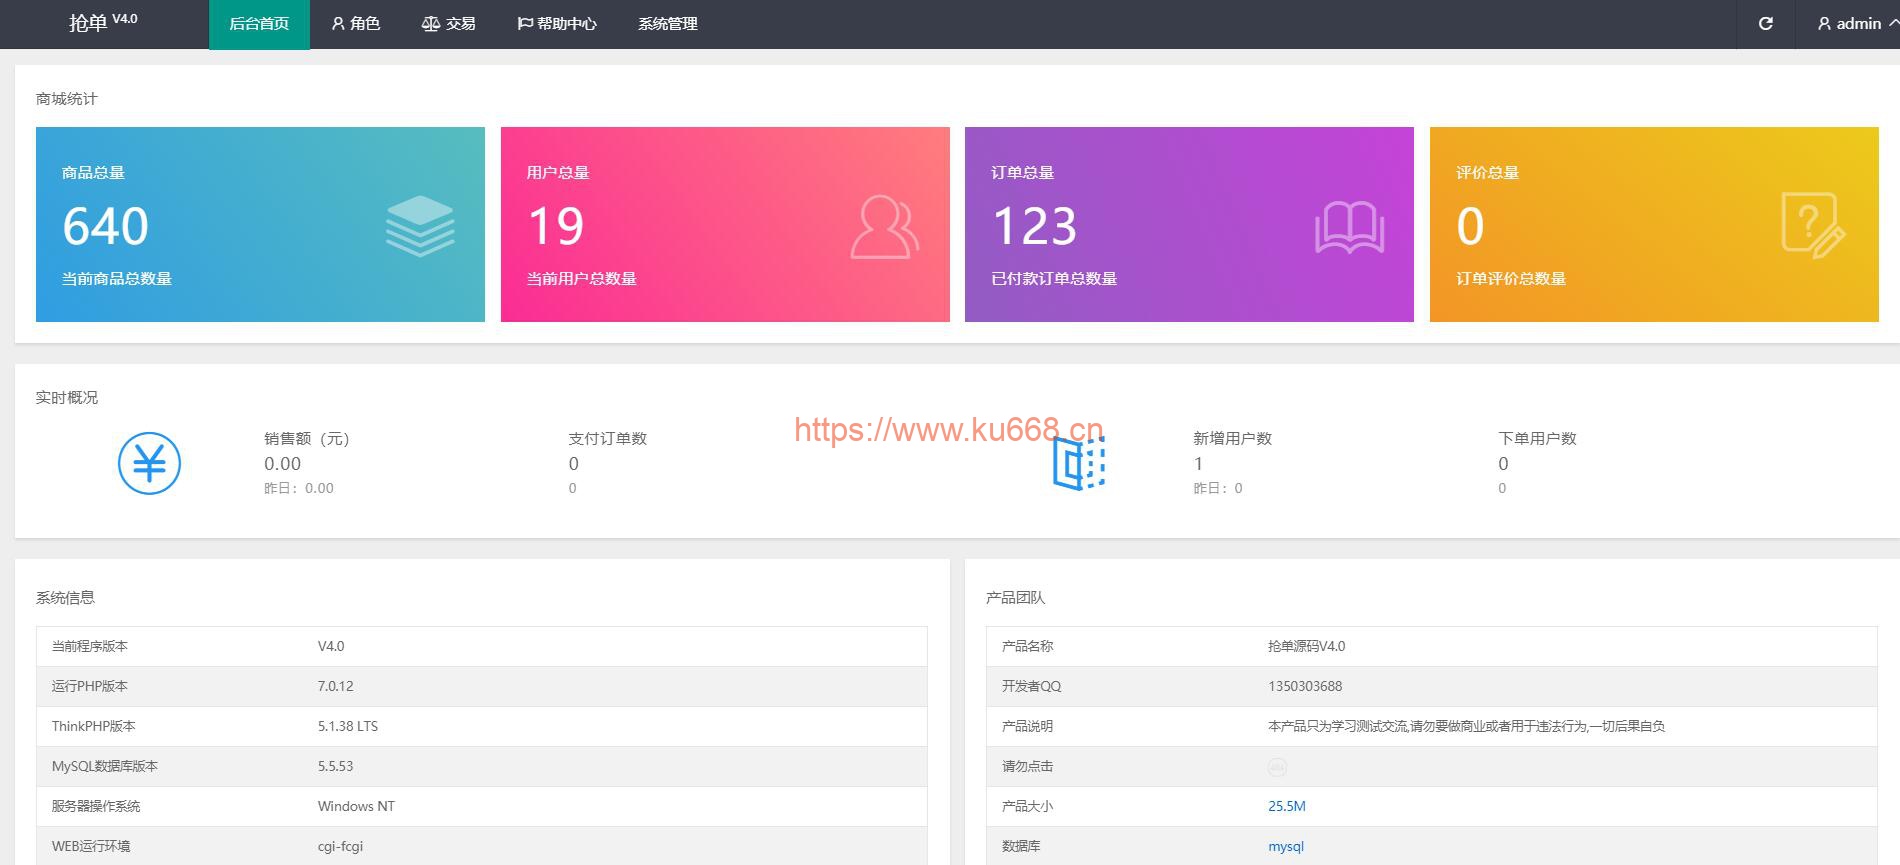 抢单 V4.0 后台首页 角色 交易 帮助中心 系统管理 admin
商城统计
商品总量 用户总量 订单总量 评价总量
640 19 123 0
当前商品总数量 当前用户总数量 已付款订单总数量 订单评价总数量
实时概况
https://www.ku668.cn
销售额（元） 支付订单数 新增用户数 下单用户数
0.00 0 1 0
昨日：0.00 0 昨日：0 0
系统信息
当前程序版本 V4.0
运行PHP版本 7.0.12
ThinkPHP版本 5.1.38 LTS
MySQL数据库版本 5.5.53
服务器操作系统 Windows NT
WEB运行环境 cgi-fcgi
产品团队
产品名称 抢单源码V4.0
开发者QQ 1350303688
产品说明 本产品只为学习测试交流,请勿要做商业或者用于违法行为,一切后果自负
请勿点击
产品大小 25.5M
数据库 mysql